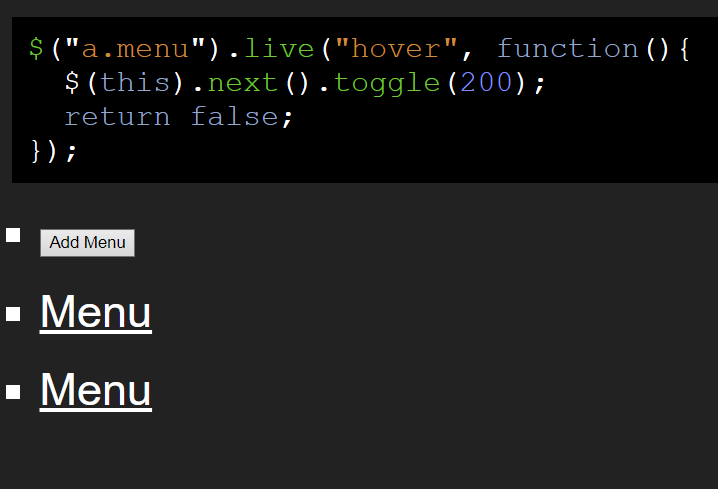 $("a.menu").live("hover", function(){
  $(this).next().toggle(200);
  return false;
});
Add Menu
Menu
Menu